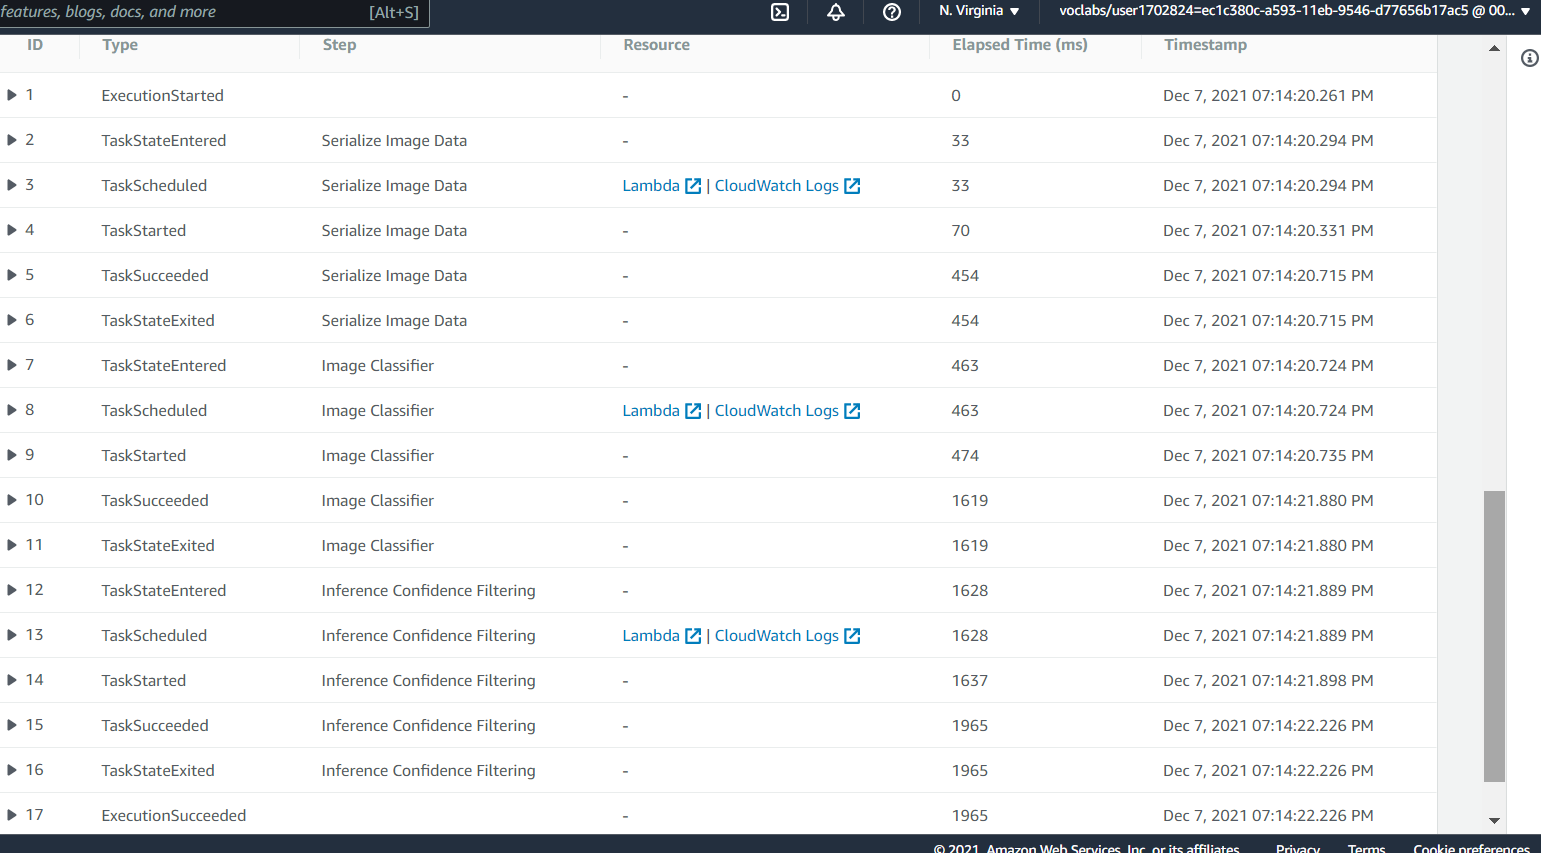 features, blogs, docs, and more [Alt+S] N. Virginia voclabs/user1702824=ec1c380c-a593-11eb-9546-d77656b17ac5 @ 00...
ID Type Step Resource Elapsed Time (ms) Timestamp
1 ExecutionStarted - 0 Dec 7, 2021 07:14:20.261 PM
2 TaskStateEntered Serialize Image Data - 33 Dec 7, 2021 07:14:20.294 PM
3 TaskScheduled Serialize Image Data Lambda | CloudWatch Logs 33 Dec 7, 2021 07:14:20.294 PM
4 TaskStarted Serialize Image Data - 70 Dec 7, 2021 07:14:20.331 PM
5 TaskSucceeded Serialize Image Data - 454 Dec 7, 2021 07:14:20.715 PM
6 TaskStateExited Serialize Image Data - 454 Dec 7, 2021 07:14:20.715 PM
7 TaskStateEntered Image Classifier - 463 Dec 7, 2021 07:14:20.724 PM
8 TaskScheduled Image Classifier Lambda | CloudWatch Logs 463 Dec 7, 2021 07:14:20.724 PM
9 TaskStarted Image Classifier - 474 Dec 7, 2021 07:14:20.735 PM
10 TaskSucceeded Image Classifier - 1619 Dec 7, 2021 07:14:21.880 PM
11 TaskStateExited Image Classifier - 1619 Dec 7, 2021 07:14:21.880 PM
12 TaskStateEntered Inference Confidence Filtering - 1628 Dec 7, 2021 07:14:21.889 PM
13 TaskScheduled Inference Confidence Filtering Lambda | CloudWatch Logs 1628 Dec 7, 2021 07:14:21.889 PM
14 TaskStarted Inference Confidence Filtering - 1637 Dec 7, 2021 07:14:21.898 PM
15 TaskSucceeded Inference Confidence Filtering - 1965 Dec 7, 2021 07:14:22.226 PM
16 TaskStateExited Inference Confidence Filtering - 1965 Dec 7, 2021 07:14:22.226 PM
17 ExecutionSucceeded - 1965 Dec 7, 2021 07:14:22.226 PM
© 2021, Amazon Web Services, Inc. or its affiliates. Privacy Terms Cookie preferences